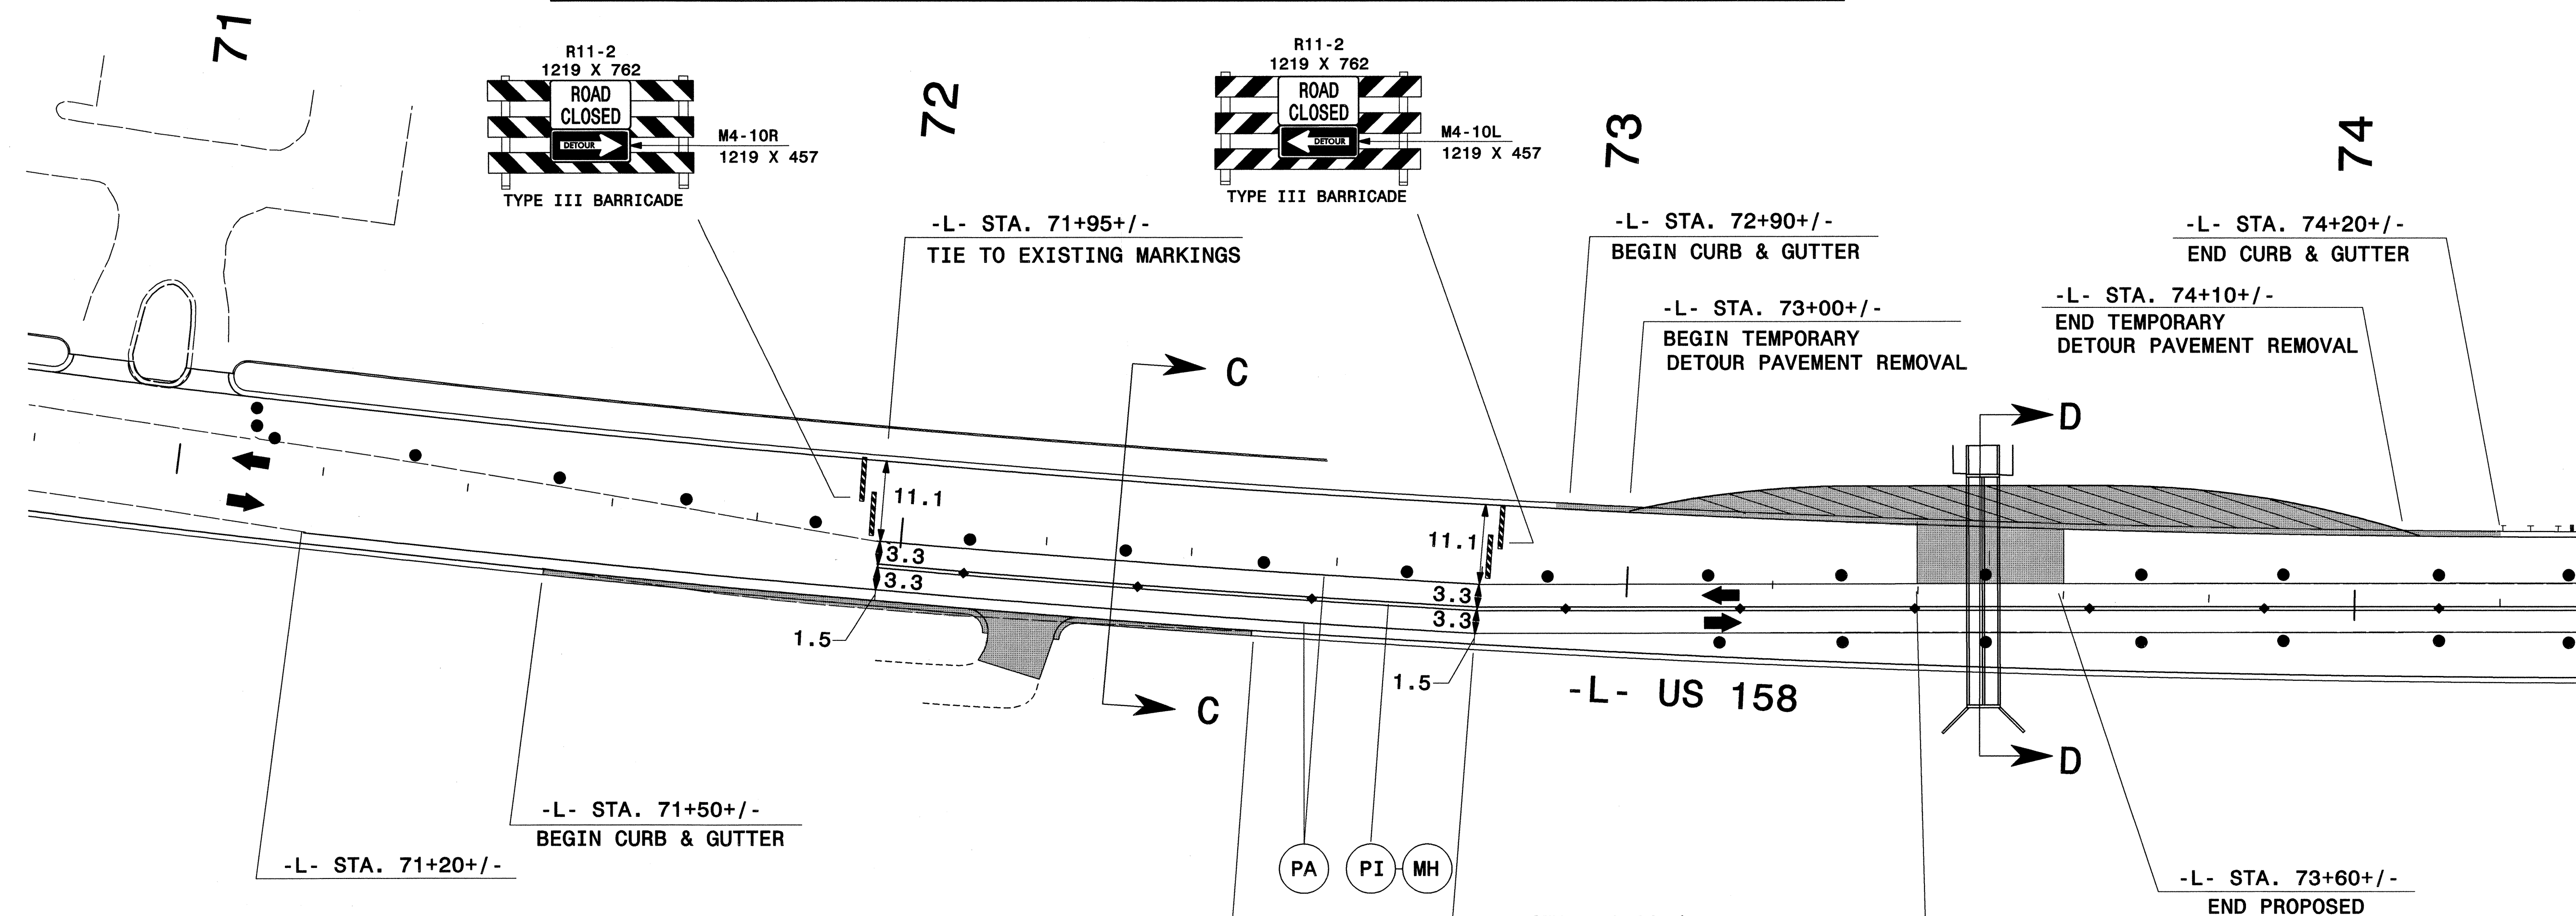 71
R11-2
1219 X 762
ROAD
CLOSED
DETOUR
M4-10R
1219 X 457
TYPE III BARRICADE
72
R11-2
1219 X 762
ROAD
CLOSED
DETOUR
M4-10L
1219 X 457
TYPE III BARRICADE
73
74
-L- STA. 71+95+/-
TIE TO EXISTING MARKINGS
-L- STA. 72+90+/-
BEGIN CURB & GUTTER
-L- STA. 74+20+/-
END CURB & GUTTER
-L- STA. 73+00+/-
BEGIN TEMPORARY
DETOUR PAVEMENT REMOVAL
-L- STA. 74+10+/-
END TEMPORARY
DETOUR PAVEMENT REMOVAL
C
D
11.1
3.3
3.3
1.5
11.1
3.3
3.3
1.5
C
-L- US 158
D
-L- STA. 71+50+/-
BEGIN CURB & GUTTER
-L- STA. 71+20+/-
PA
PI
MH
-L- STA. 73+60+/-
END PROPOSED